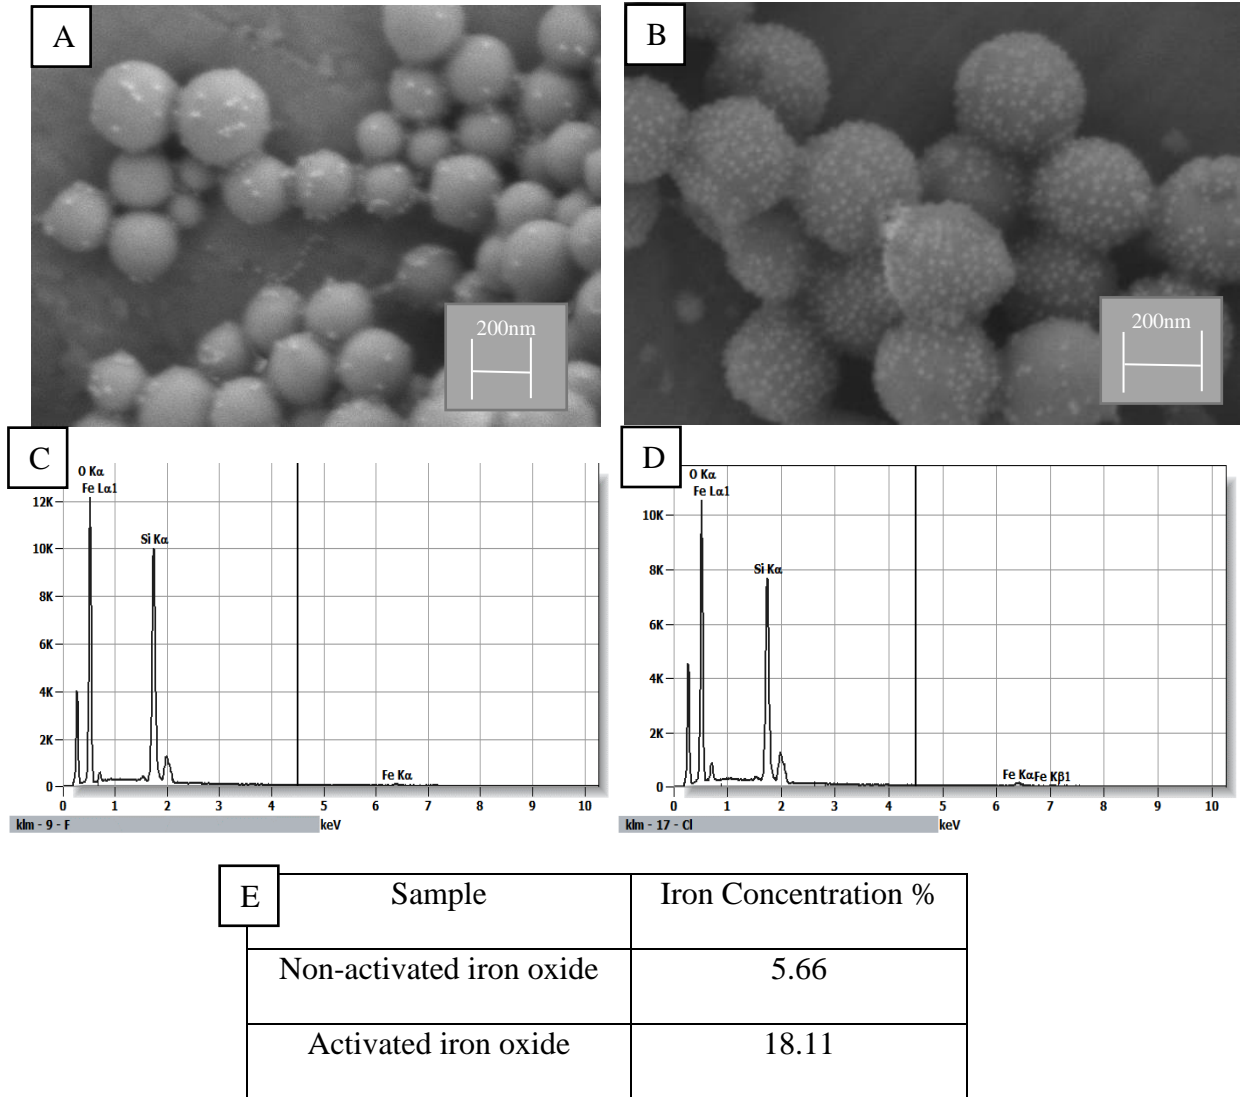 A
B
200nm
200nm
C
O Kα
Fe Lα1
12K
10K
8K
6K
4K
2K
0
Si Kα
Fe Kα
0 1 2 3 4 5 6 7 8 9 10
klm - 9 - F
keV
D
O Kα
Fe Lα1
10K
8K
6K
4K
2K
0
Si Kα
Fe Kα Fe Kβ1
0 1 2 3 4 5 6 7 8 9 10
klm - 17 - Cl
keV
E
Sample Iron Concentration %
Non-activated iron oxide 5.66
Activated iron oxide 18.11